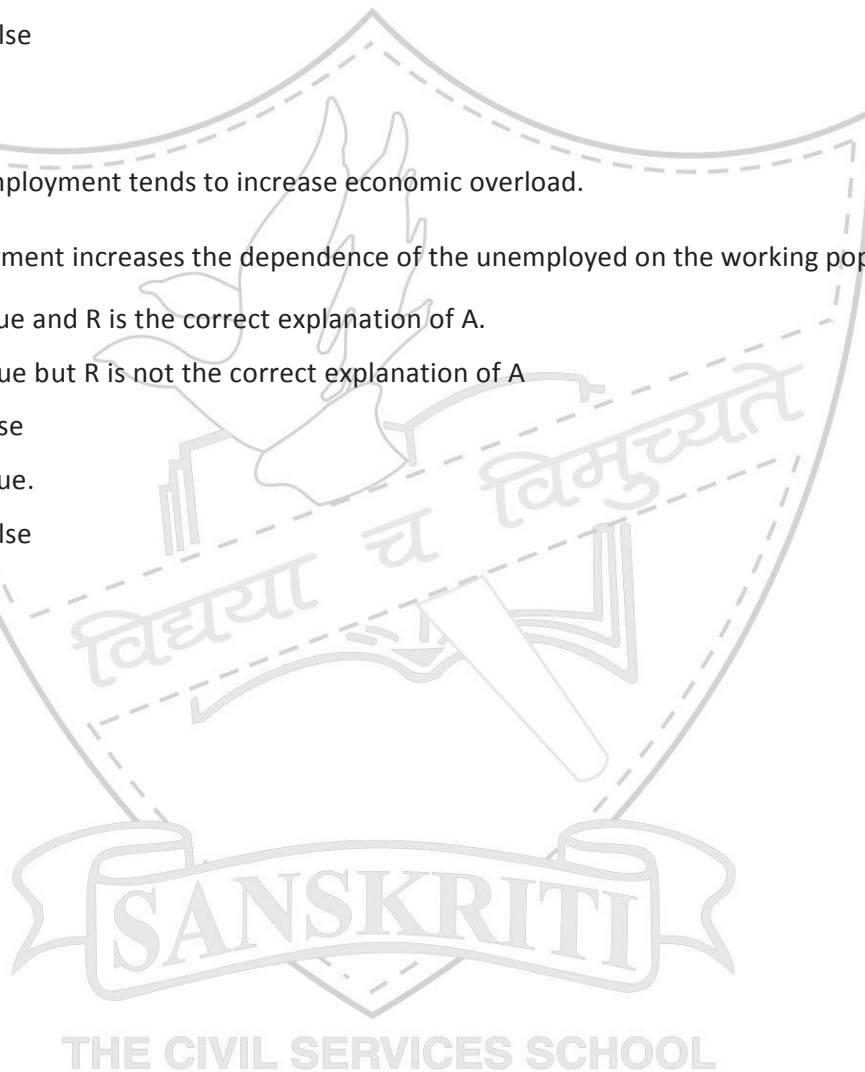 lse
nployment tends to increase economic overload.
ment increases the dependence of the unemployed on the working pop
ue and R is the correct explanation of A.
ue but R is not the correct explanation of A
se
ue.
lse
विद्यया च विमुच्यते
SANSKRITI
THE CIVIL SERVICES SCHOOL